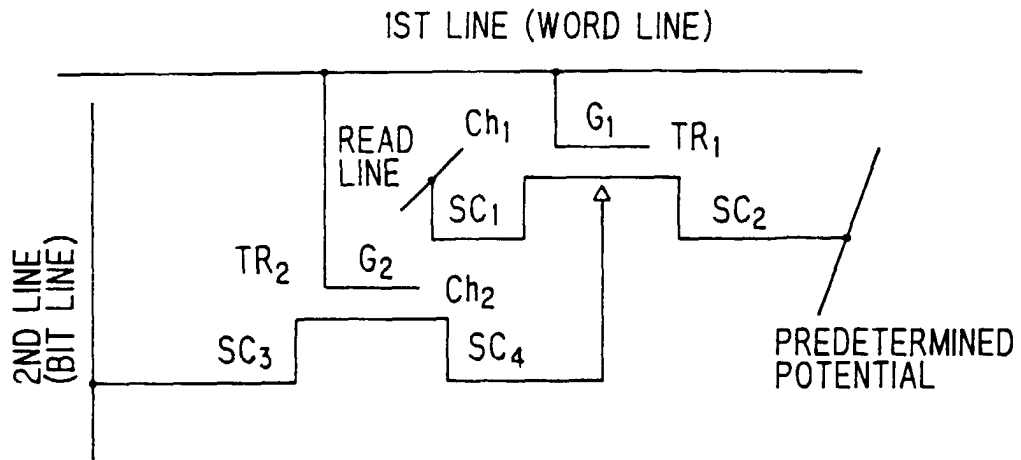 1ST LINE (WORD LINE)
READ
LINE
Ch₁
G₁
TR₁
SC₁
SC₂
TR₂
G₂
Ch₂
SC₃
SC₄
2ND LINE
(BIT LINE)
PREDETERMINED
POTENTIAL